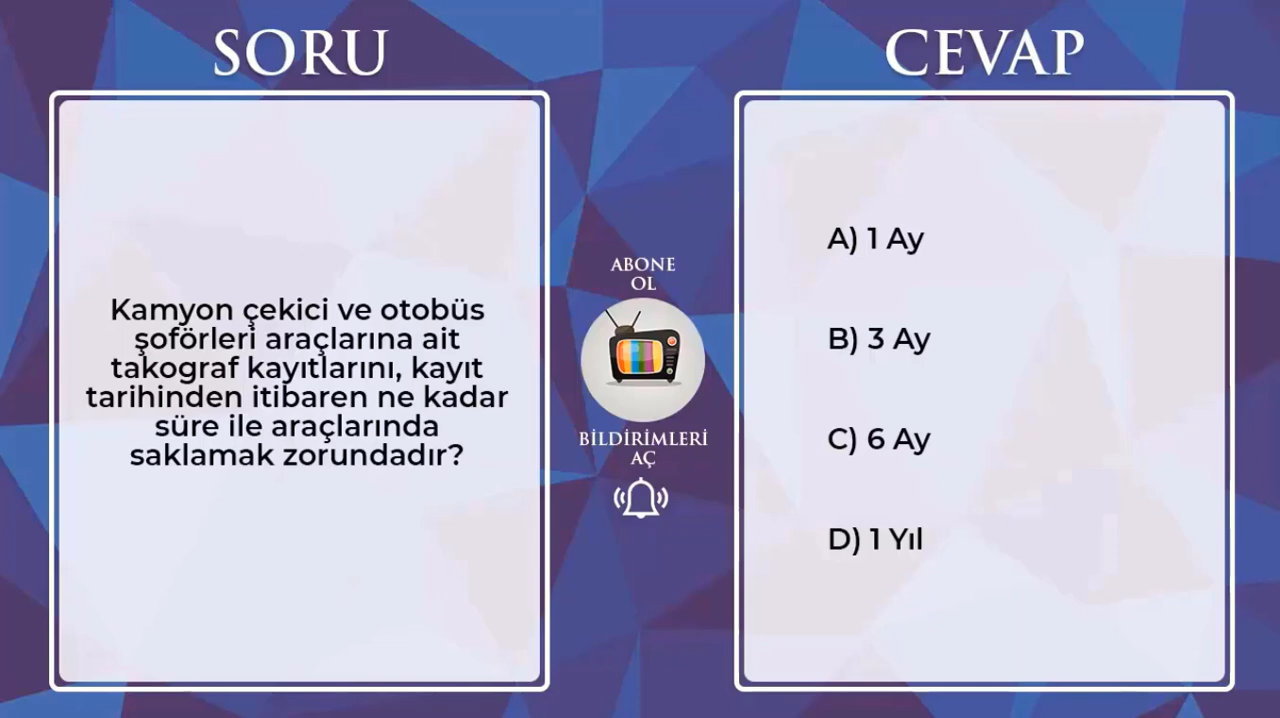 SORU
Kamyon çekici ve otobüs
şoförleri araçlarına ait
takograf kayıtlarını, kayıt
tarihinden itibaren ne kadar
süre ile araçlarında
saklamak zorundadır?
ABONE
OL
BİLDİRİMLERİ
AÇ
CEVAP
A) 1 Ay
B) 3 Ay
C) 6 Ay
D) 1 Yıl